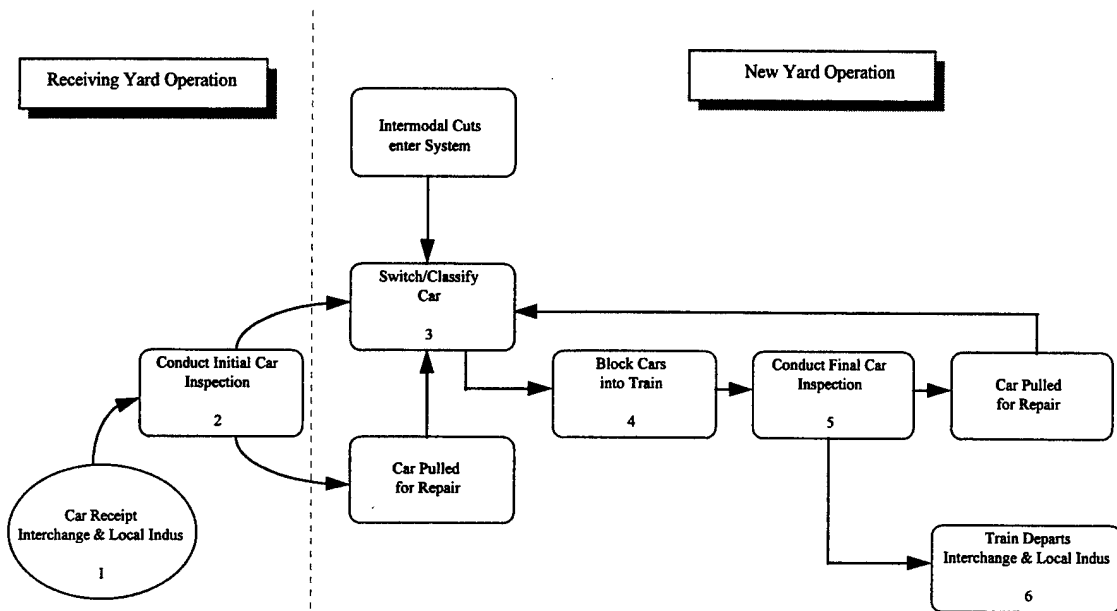 Receiving Yard Operation
New Yard Operation
Intermodal Cuts
enter System
Switch/Classify
Car
3
Conduct Initial Car
Inspection
2
Block Cars
into Train
4
Conduct Final Car
Inspection
5
Car Pulled
for Repair
Car Pulled
for Repair
Car Receipt
Interchange & Local Indus
1
Train Departs
Interchange & Local Indus
6